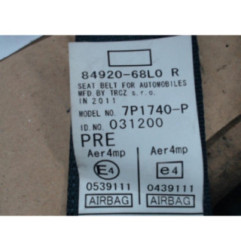 84920-68L0 R
SEAT BELT FOR AUTOMOBILES
MFD BY TRCZ s.r.o.
IN 2011
MODEL NO. 7P1740-P
ID.NO. 031200
PRE
Aer4mp Aer4mp
E4 e4
0539111 0439111
AIRBAG AIRBAG